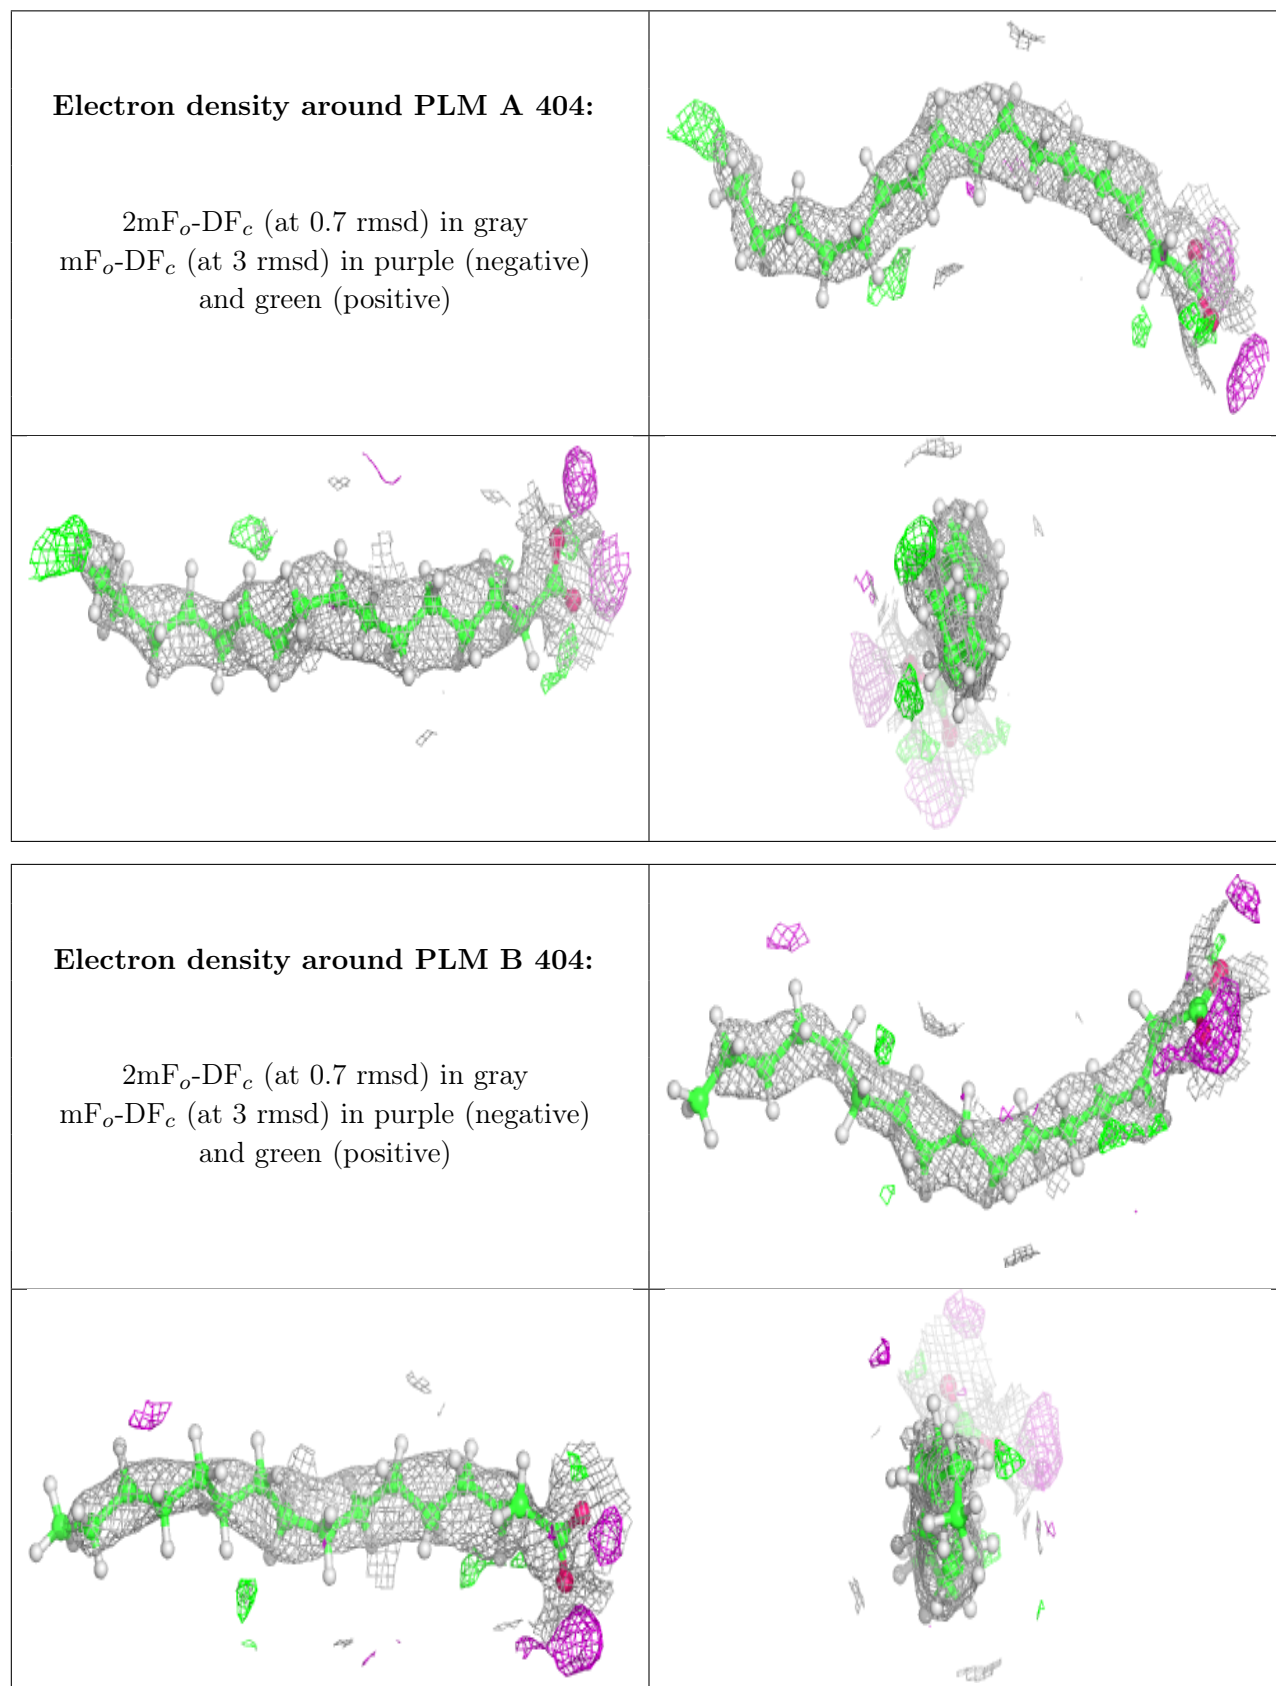 Electron density around PLM A 404:
2mFo-DFc (at 0.7 rmsd) in gray
mFo-DFc (at 3 rmsd) in purple (negative)
and green (positive)
Electron density around PLM B 404:
2mFo-DFc (at 0.7 rmsd) in gray
mFo-DFc (at 3 rmsd) in purple (negative)
and green (positive)